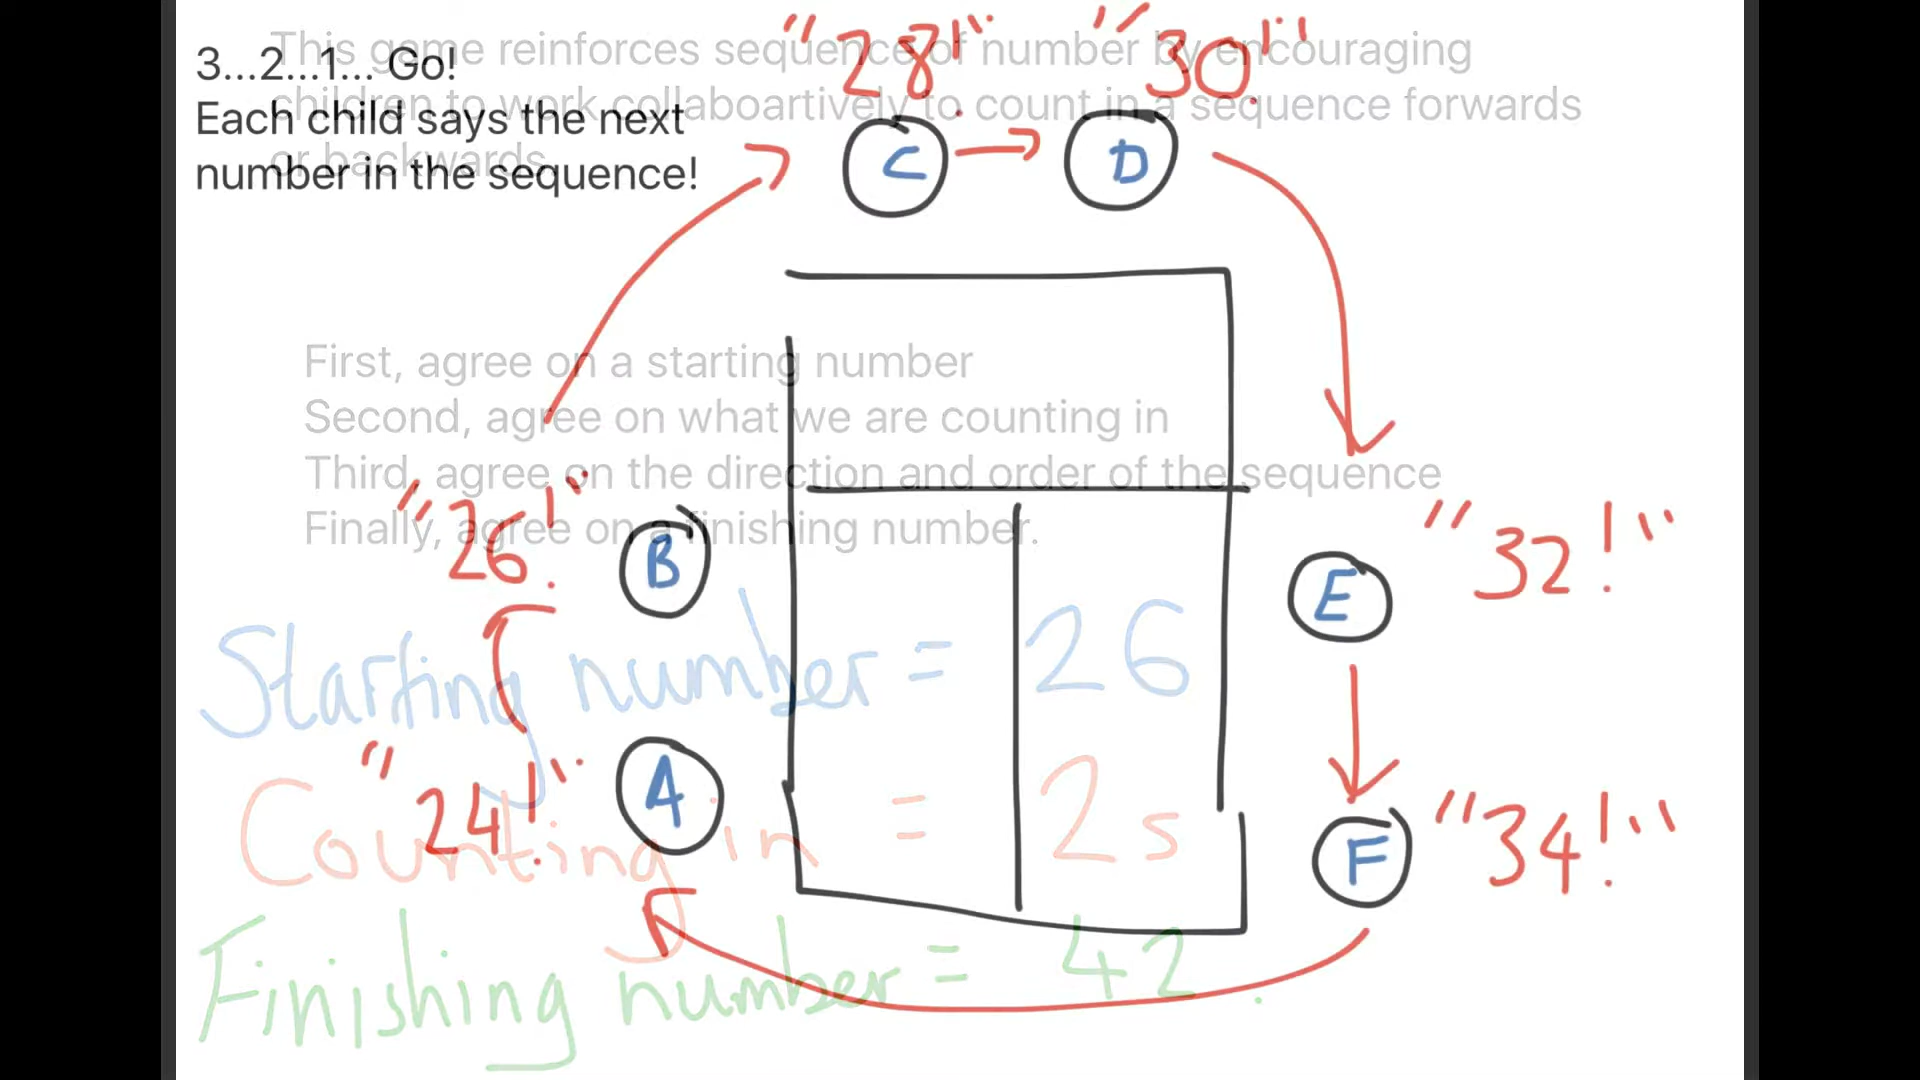 3...2...1... Go!
Each child says the next
number in the sequence!
This game reinforces sequence of number by encouraging
children to work collaboartively to count in a sequence forwards
or backwards.
"28!"
"30!"
C
D
First, agree on a starting number
Second, agree on what we are counting in
Third, agree on the direction and order of the sequence
Finally, agree on a finishing number.
"26!"
B
E
"32!"
Starting number = 26
"24!"
A
Counting in = 2s
F
"34!"
Finishing number = 42.